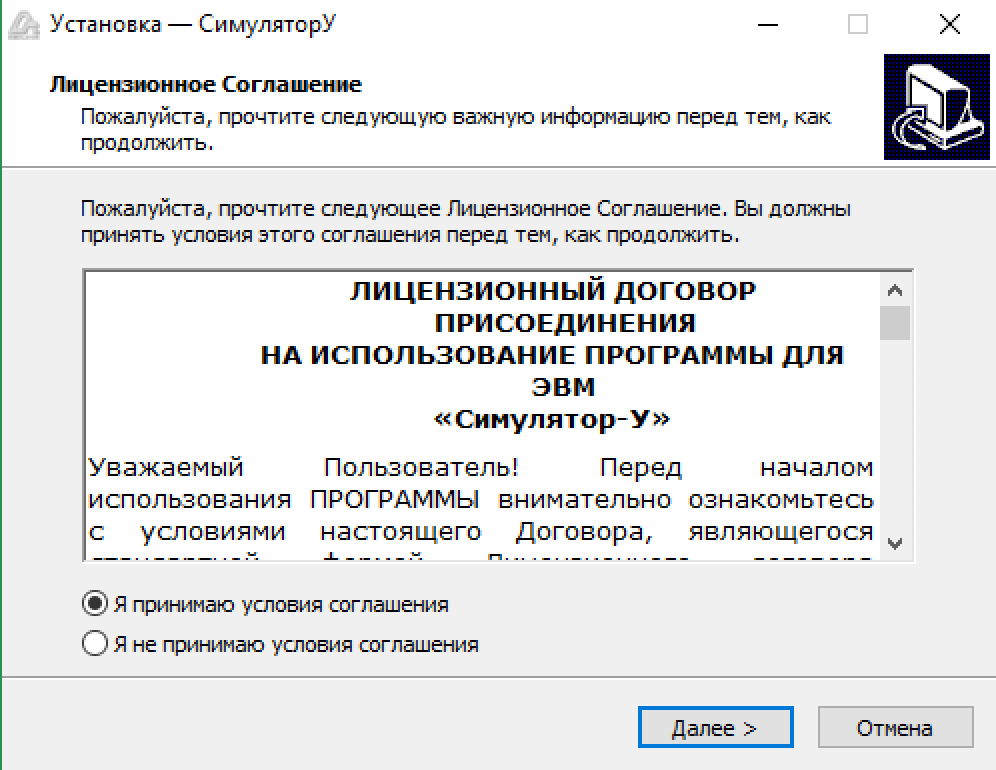 Установка — СимуляторУ
Лицензионное Соглашение
Пожалуйста, прочтите следующую важную информацию перед тем, как
продолжить.
Пожалуйста, прочтите следующее Лицензионное Соглашение. Вы должны
принять условия этого соглашения перед тем, как продолжить.
ЛИЦЕНЗИОННЫЙ ДОГОВОР
ПРИСОЕДИНЕНИЯ
НА ИСПОЛЬЗОВАНИЕ ПРОГРАММЫ ДЛЯ
ЭВМ
«Симулятор-У»
Уважаемый Пользователь! Перед началом
использования ПРОГРАММЫ внимательно ознакомьтесь
с условиями настоящего Договора, являющегося
Я принимаю условия соглашения
Я не принимаю условия соглашения
Далее >
Отмена